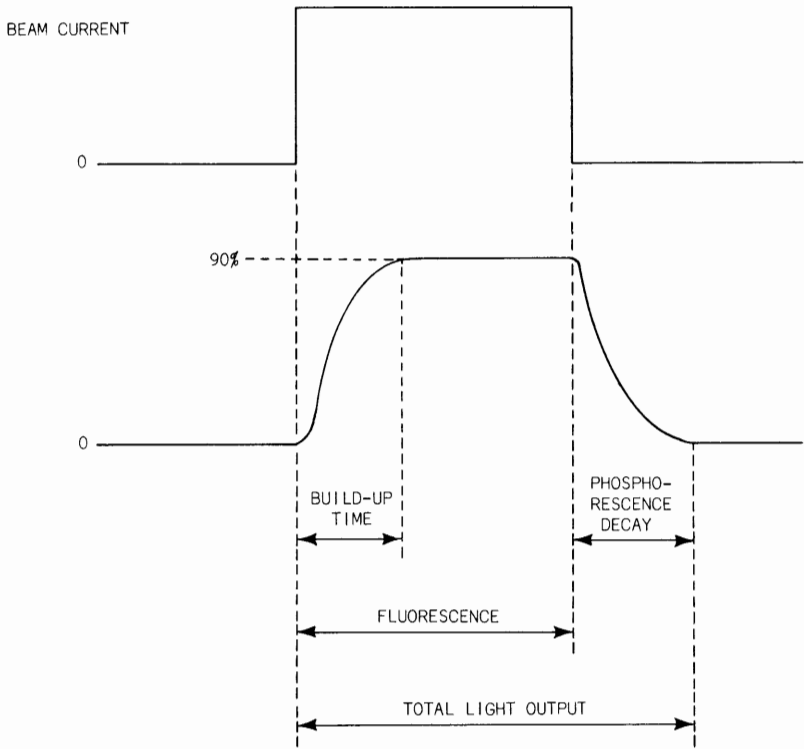 BEAM CURRENT
0
90%
0
BUILD-UP
TIME
PHOSPHO-
RESCENCE
DECAY
FLUORESCENCE
TOTAL LIGHT OUTPUT